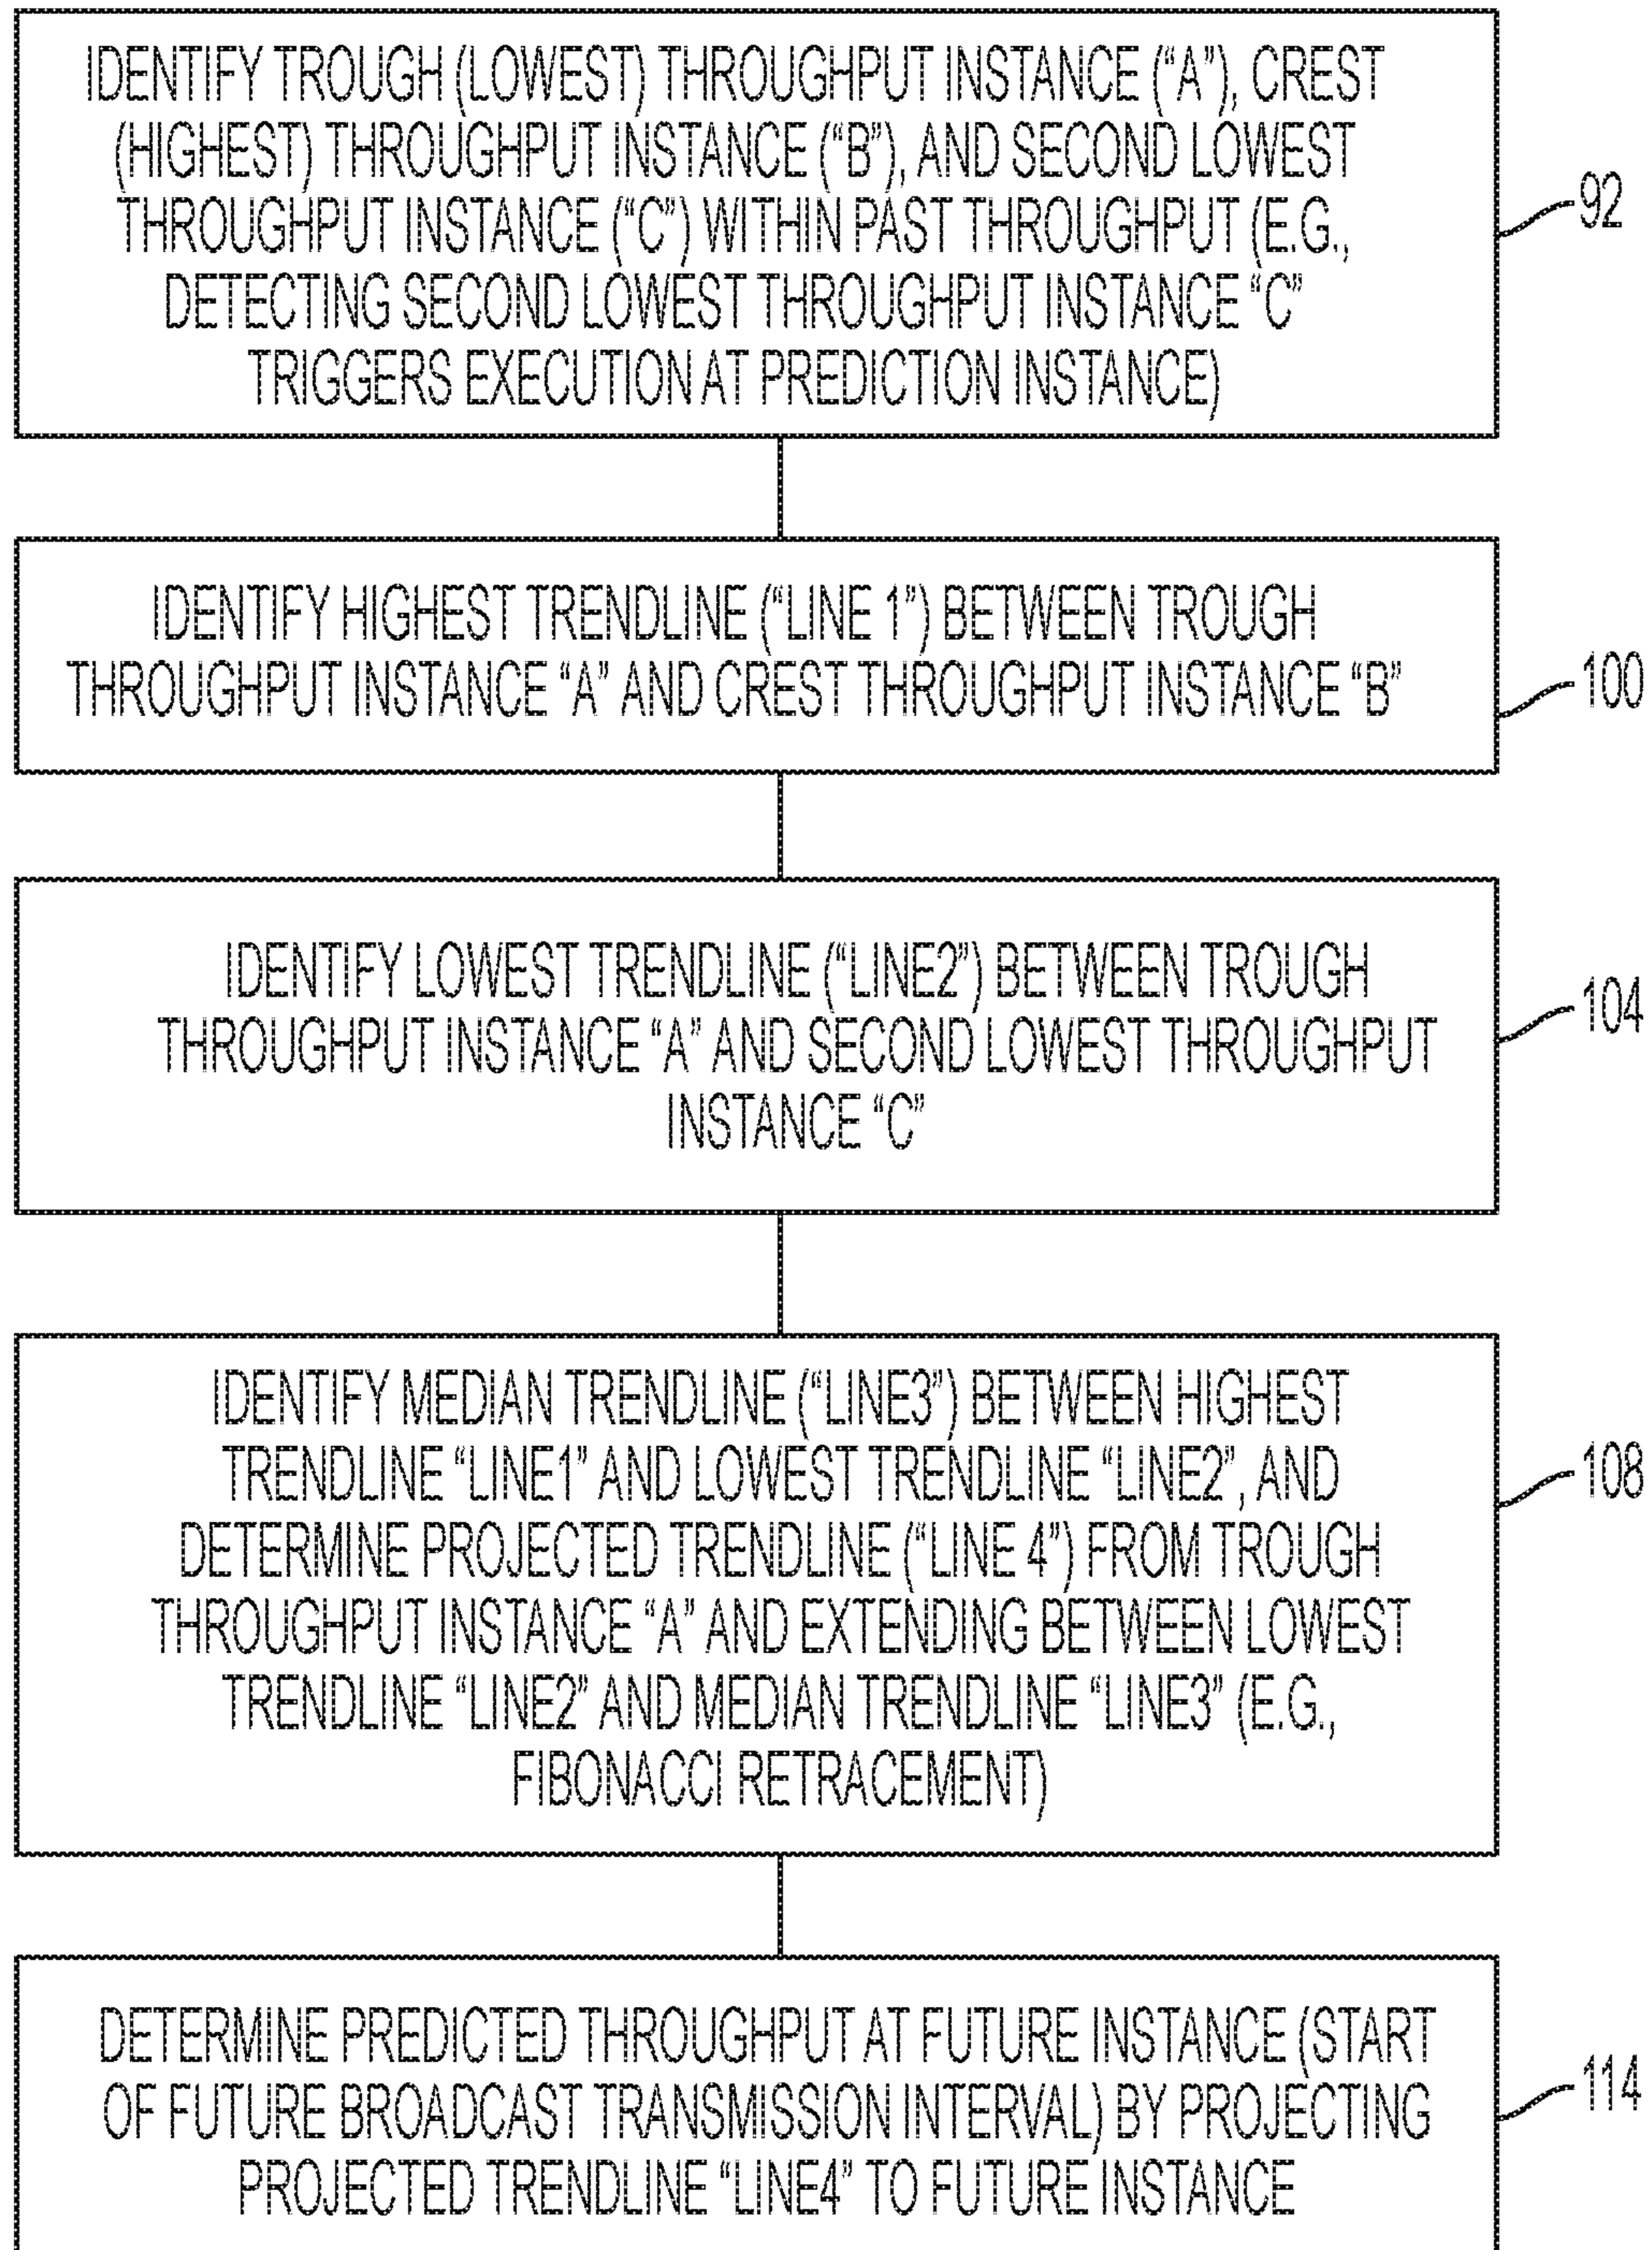 IDENTIFY TROUGH (LOWEST) THROUGHPUT INSTANCE (“A”), CREST
(HIGHEST) THROUGHPUT INSTANCE (“B”), AND SECOND LOWEST
THROUGHPUT INSTANCE (“C”) WITHIN PAST THROUGHPUT (E.G.,
DETECTING SECOND LOWEST THROUGHPUT INSTANCE “C”
TRIGGERS EXECUTION AT PREDICTION INSTANCE)
92
IDENTIFY HIGHEST TRENDLINE (“LINE 1”) BETWEEN TROUGH
THROUGHPUT INSTANCE “A” AND CREST THROUGHPUT INSTANCE “B”
100
IDENTIFY LOWEST TRENDLINE (“LINE2”) BETWEEN TROUGH
THROUGHPUT INSTANCE “A” AND SECOND LOWEST THROUGHPUT
INSTANCE “C”
104
IDENTIFY MEDIAN TRENDLINE (“LINE3”) BETWEEN HIGHEST
TRENDLINE “LINE1” AND LOWEST TRENDLINE “LINE2”, AND
DETERMINE PROJECTED TRENDLINE (“LINE 4”) FROM TROUGH
THROUGHPUT INSTANCE “A” AND EXTENDING BETWEEN LOWEST
TRENDLINE “LINE2” AND MEDIAN TRENDLINE “LINE3” (E.G.,
FIBONACCI RETRACEMENT)
108
DETERMINE PREDICTED THROUGHPUT AT FUTURE INSTANCE (START
OF FUTURE BROADCAST TRANSMISSION INTERVAL) BY PROJECTING
PROJECTED TRENDLINE “LINE4” TO FUTURE INSTANCE
114